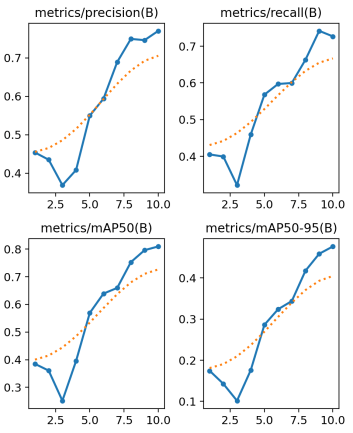 metrics/precision(B)
metrics/recall(B)
0.7
0.6
0.5
0.4
2.5 5.0 7.5 10.0
0.7
0.6
0.5
0.4
2.5 5.0 7.5 10.0
metrics/mAP50(B)
metrics/mAP50-95(B)
0.8
0.7
0.6
0.5
0.4
0.3
2.5 5.0 7.5 10.0
0.4
0.3
0.2
0.1
2.5 5.0 7.5 10.0